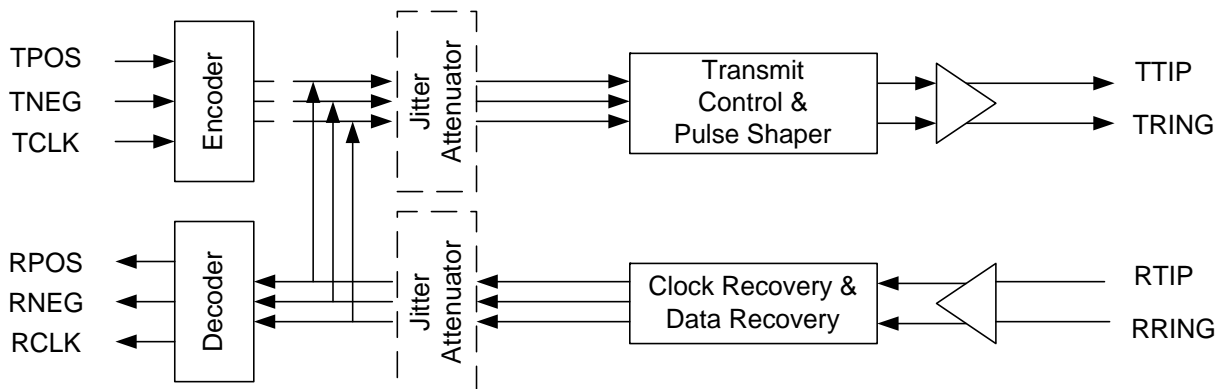 TPOS
TNEG
TCLK
Encoder
Jitter
Attenuator
Transmit
Control &
Pulse Shaper
TTIP
TRING
RPOS
RNEG
RCLK
Decoder
Jitter
Attenuator
Clock Recovery &
Data Recovery
RTIP
RRING